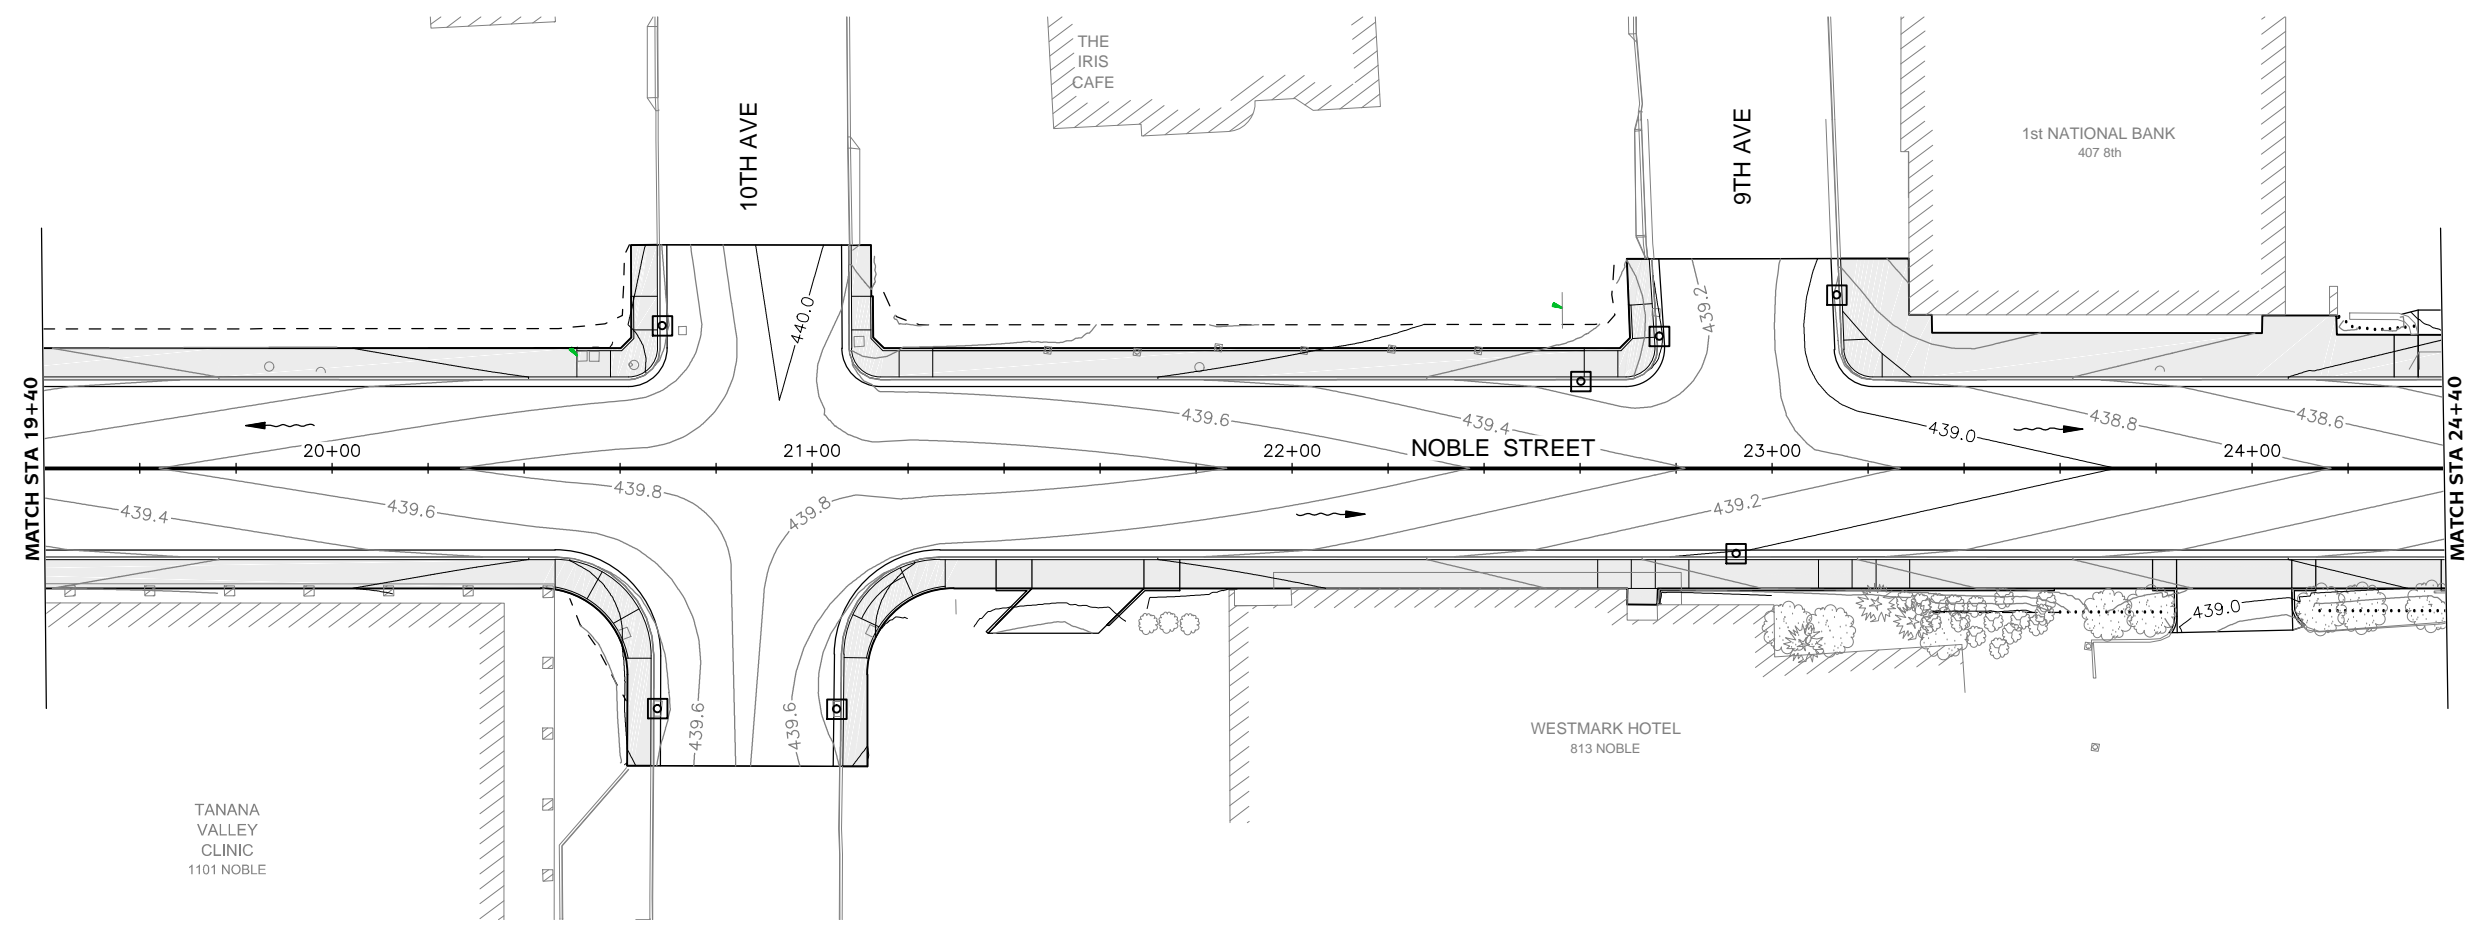 THE
IRIS
CAFE
10TH AVE
9TH AVE
1st NATIONAL BANK
407 8th
440.0
439.2
MATCH STA 19+40
MATCH STA 24+40
439.6
439.4
439.0
438.8
438.6
20+00
21+00
22+00
NOBLE STREET
23+00
24+00
439.4
439.6
439.8
439.8
439.2
439.0
439.6
439.6
WESTMARK HOTEL
813 NOBLE
TANANA
VALLEY
CLINIC
1101 NOBLE